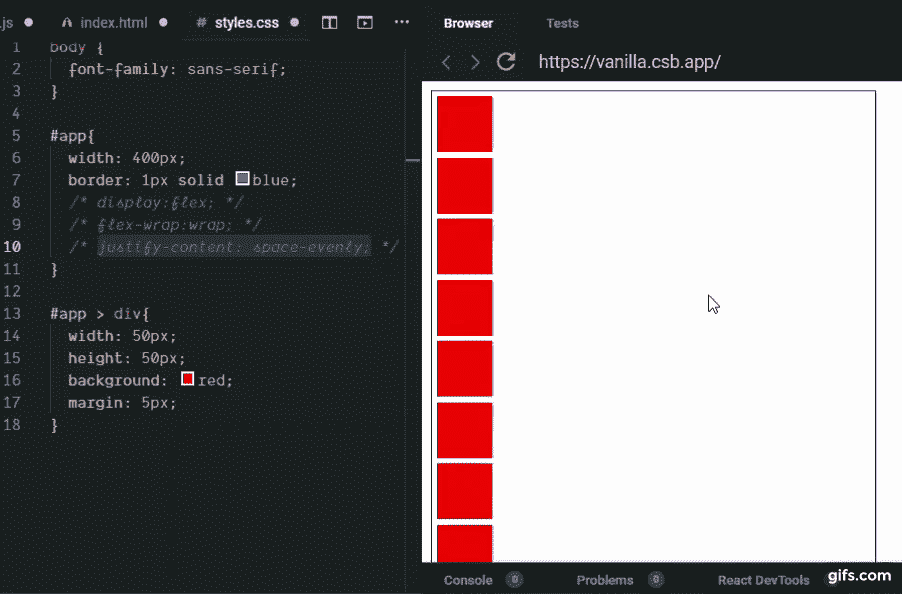 .js index.html # styles.css ...
1 body {
2 font-family: sans-serif;
3 }
4
5 #app{
6 width: 400px;
7 border: 1px solid blue;
8 /* display:flex; */
9 /* flex-wrap:wrap; */
10 /* justify-content: space-evenly; */
11 }
12
13 #app > div{
14 width: 50px;
15 height: 50px;
16 background: red;
17 margin: 5px;
18 }
Browser Tests
https://vanilla.csb.app/
Console 0 Problems 0 React DevTools
gifs.com